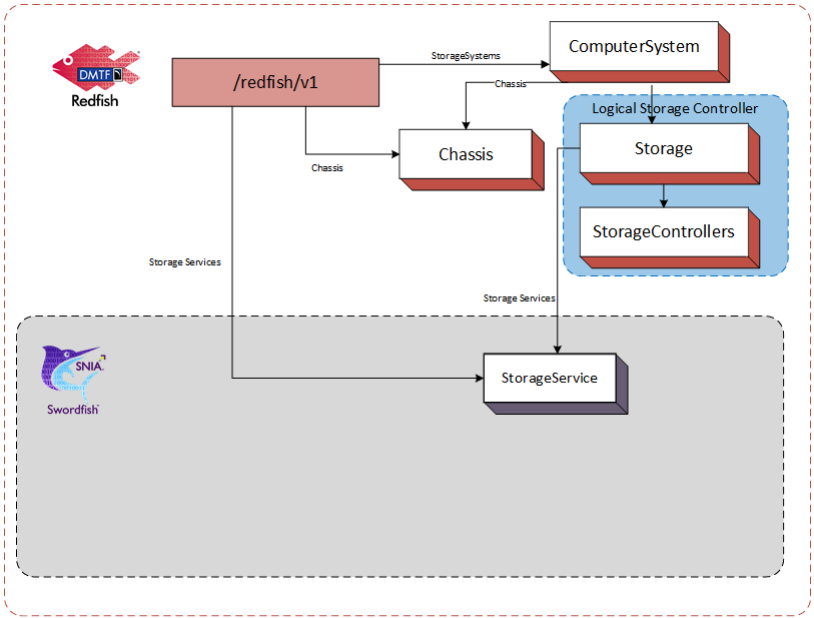 ComputerSystem
StorageSystems
DMTF
Redfish
/redfish/v1
Chassis
Logical Storage Controller
Chassis
Storage
Chassis
StorageControllers
Storage Services
Storage Services
SNIA
Swordfish
StorageService